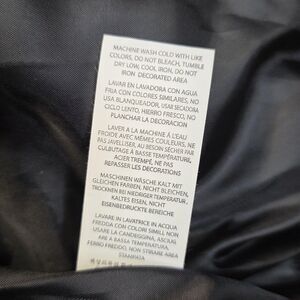 MACHINE WASH COLD WITH LIKE
COLORS, DO NOT BLEACH, TUMBLE
DRY LOW, COOL IRON, DO NOT
IRON DECORATED AREA
LAVAR EN LAVADORA CON AGUA
FRIA CON COLORES SIMILARES, NO
USA BLANQUEADOR, USAR SECADORA
CICLO LENTO, HIERRO FRESCO, NO
PLANCHAR LA DECORACION
LAVER A LA MACHINE À L'EAU
FROIDE AVEC MÊMES COULEURS, NE
PAS JAVELLISER, AU BESOIN SÉCHER PAR
CULBUTAGE À BASSE TEMPÉRATURE,
ACIER TREMPÉ, NE PAS
REPASSER LES DECORATIONS
MASCHINEN WÄSCHE KALT MIT
GLEICHEN FARBEN, NICHT BLEICHEN,
TROCKNEN BEI NIEDRIGER TEMPERATUR,
KALTES EISEN, NICHT
EISENBEDRUCKTE BEREICHE
LAVARE IN LAVATRICE IN ACQUA
FREDDA CON COLORI SIMILI NON
USARE LA CANDEGGINA, ASCIUG
ARE A BASSA TEMPERATURA,
FERRO FREDDO, NON STIRARE AREA
STAMPATA